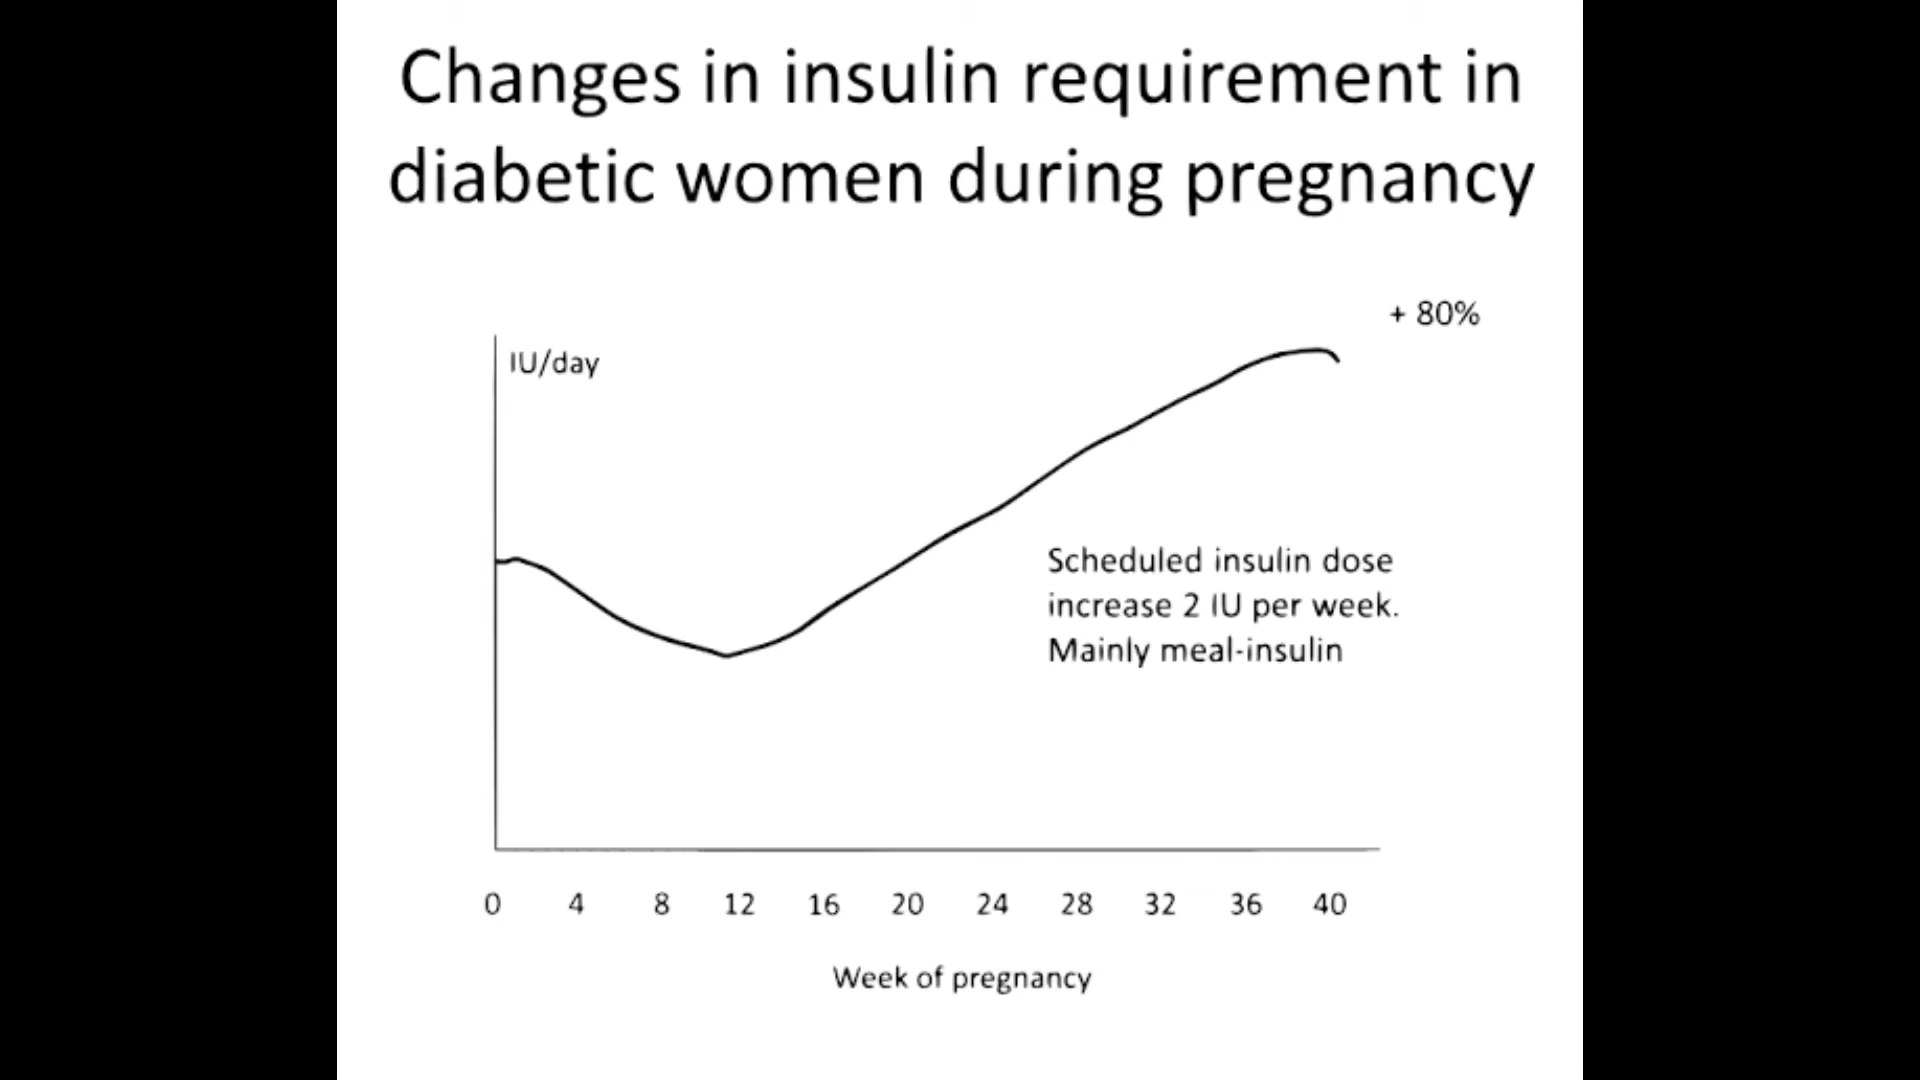 Changes in insulin requirement in
diabetic women during pregnancy
+ 80%
IU/day
Scheduled insulin dose
increase 2 IU per week.
Mainly meal-insulin
0 4 8 12 16 20 24 28 32 36 40
Week of pregnancy